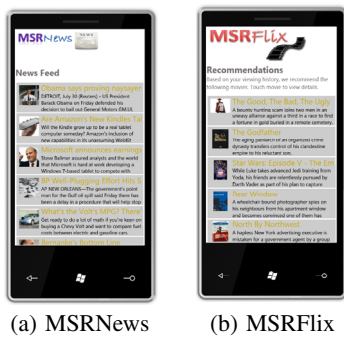 MSRNews
NEWS
News Feed
Obama says proving naysayer
DETROIT, July 30 (Reuters) - US President
Barack Obama on Friday defended his
decision to bail out General Motors (GM.UL
Are Amazon's New Kindles Tal
Will the Kindle grow up to be a real tablet
computer someday? Amazon's inclusion of
new capabilities in its unassuming World?
Microsoft announces earnings
Steve Ballmer assured analysts and the world
that Microsoft is hard at work developing a
Windows 7-based tablet to compete with
BP Well-Plugging Effort Hits S
AP NEW ORLEANS—The government's point
man for the Gulf oil spill said Friday there has
been a delay in a procedure that will help stop
What's the Volt's MPG? There
Get ready to do a lot of math if you're keen on
buying a Chevy Volt and want to compare fuel
costs between electric and gasoline cars.
Bernanke's Bottom Line
(a) MSRNews
MSRFlix
Recommendations
Based on your viewing history, we recommend the
following movies. Touch movie to view details.
The Good, The Bad, The Ugly
A bounty hunting scam joins two men in an
uneasy alliance against a third in a race to find
a fortune in gold buried in a remote cemetery.
The Godfather
The aging patriarch of an organized crime
dynasty transfers control of his clandestine
empire to his reluctant son.
Star Wars: Episode V - The Em
While Luke takes advanced Jedi training from
Yoda, his friends are relentlessly pursued by
Darth Vader as part of his plan to capture
Rear Window
A wheelchair bound photographer spies on
his neighbours from his apartment window
and becomes convinced one of them has
North By Northwest
A hapless New York advertising executive is
mistaken for a government agent by a group
(b) MSRFlix